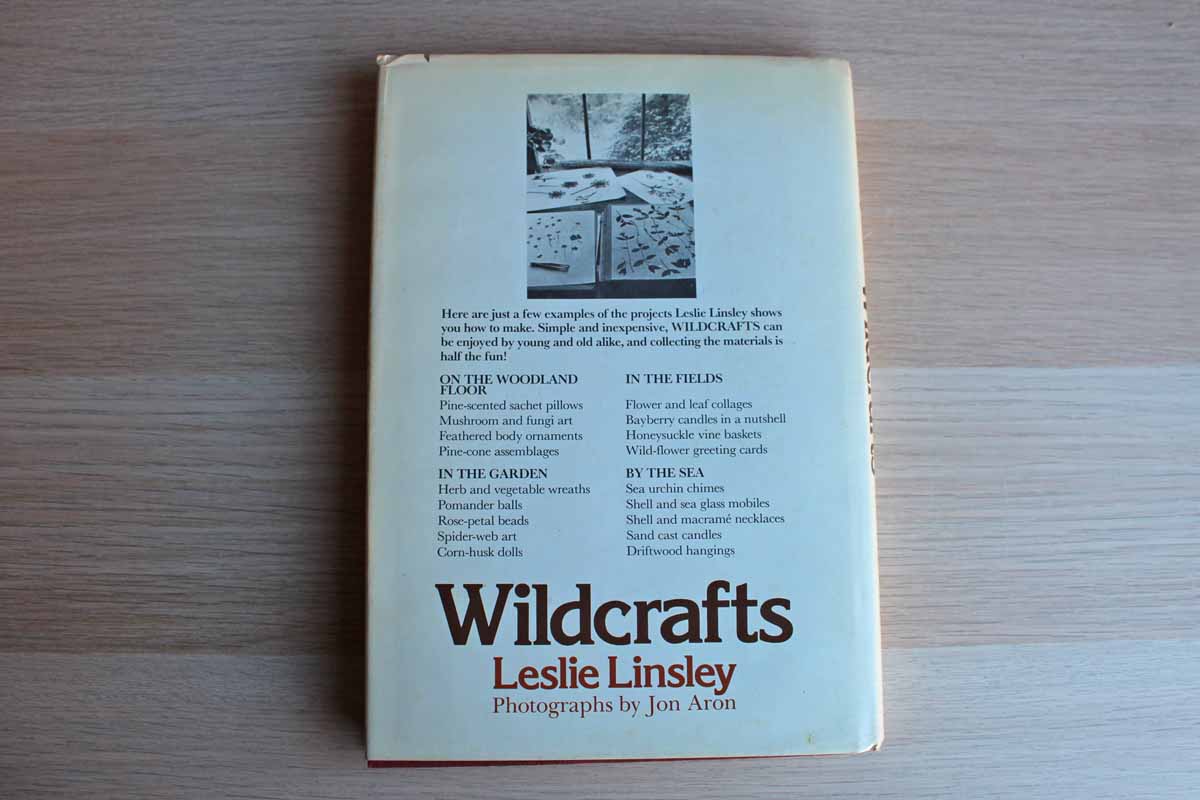 Here are just a few examples of the projects Leslie Linsley shows
you how to make. Simple and inexpensive, WILDCRAFTS can
be enjoyed by young and old alike, and collecting the materials is
half the fun!
ON THE WOODLAND
FLOOR
Pine-scented sachet pillows
Mushroom and fungi art
Feathered body ornaments
Pine-cone assemblages
IN THE FIELDS
Flower and leaf collages
Bayberry candles in a nutshell
Honeysuckle vine baskets
Wild-flower greeting cards
IN THE GARDEN
Herb and vegetable wreaths
Pomander balls
Rose-petal beads
Spider-web art
Corn-husk dolls
BY THE SEA
Sea urchin chimes
Shell and sea glass mobiles
Shell and macramé necklaces
Sand cast candles
Driftwood hangings
Wildcrafts
Leslie Linsley
Photographs by Jon Aron